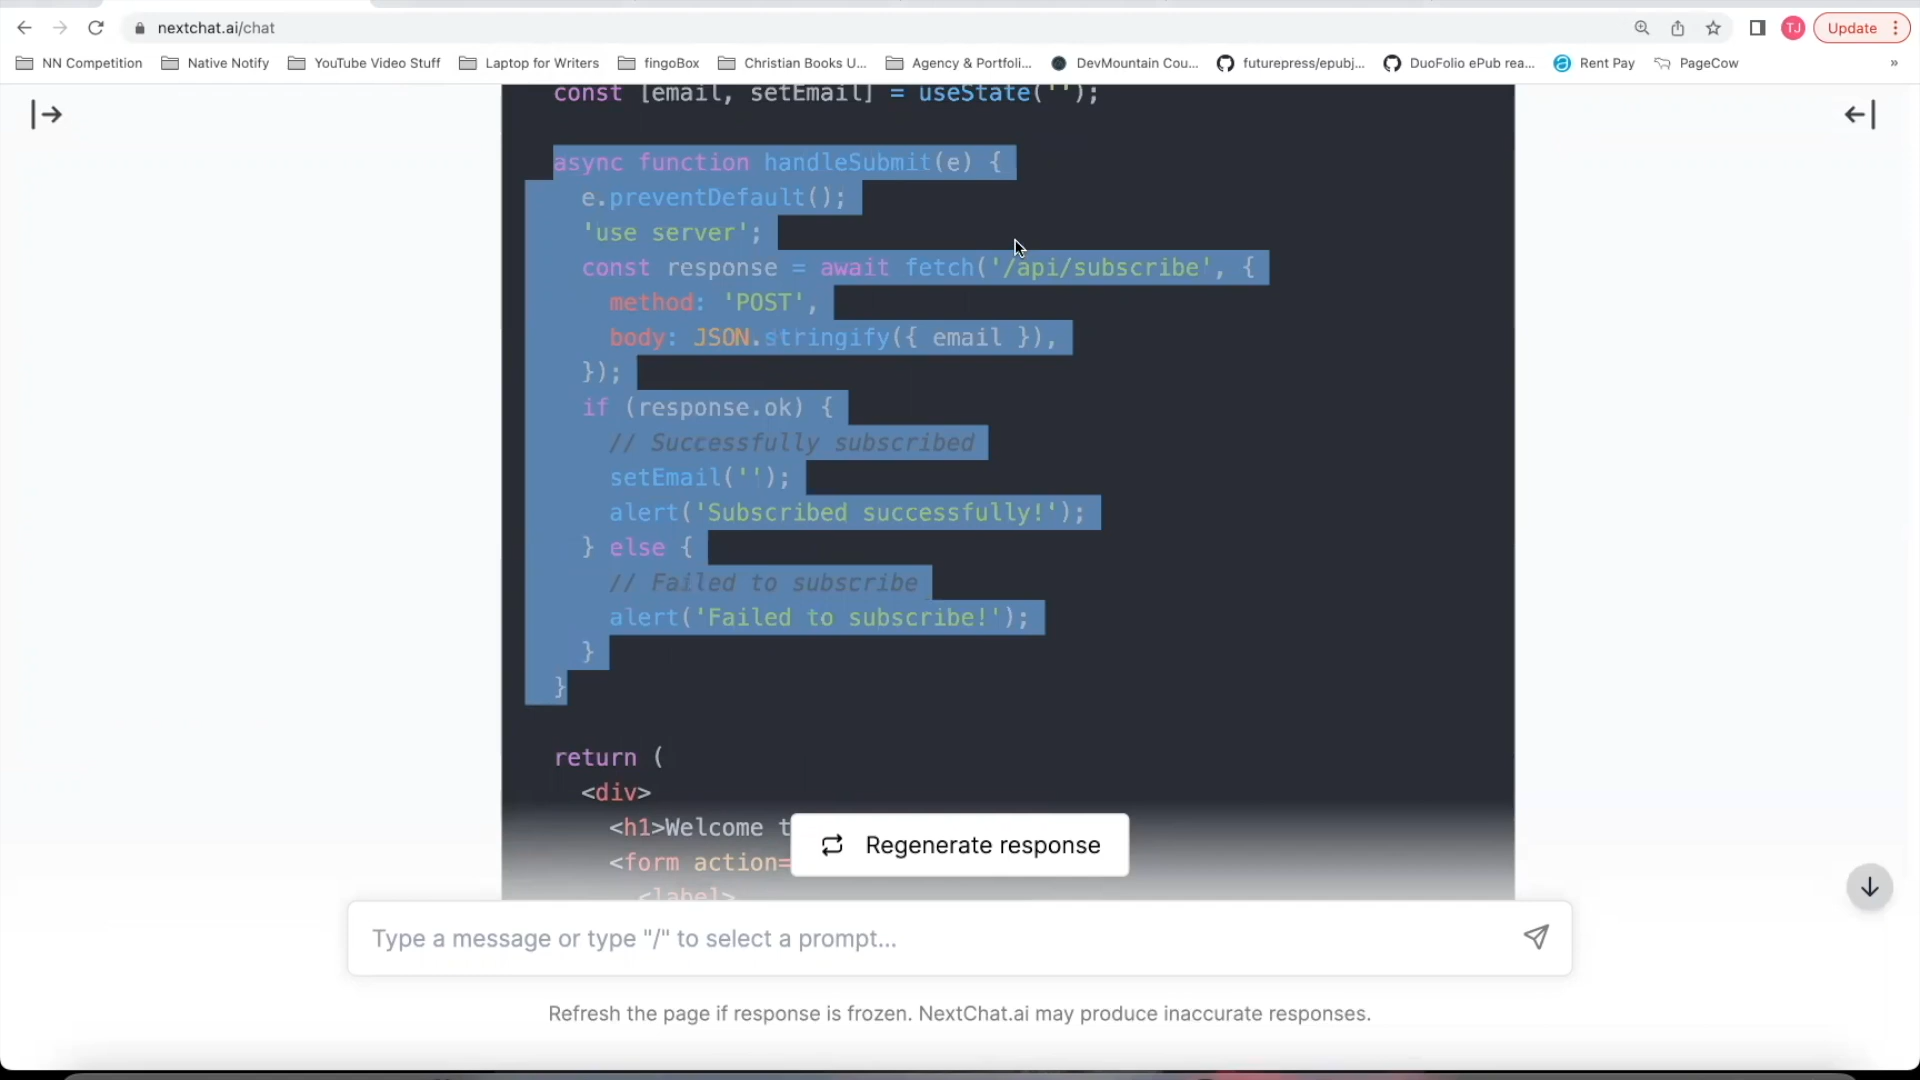 nextchat.ai/chat
TJ
Update
NN Competition
Native Notify
YouTube Video Stuff
Laptop for Writers
fingoBox
Christian Books U...
Agency & Portfoli...
DevMountain Cou...
futurepress/epubj...
DuoFolio ePub rea...
Rent Pay
PageCow
»
const [email, setEmail] = useState('');
async function handleSubmit(e) {
e.preventDefault();
'use server';
const response = await fetch('/api/subscribe', {
method: 'POST',
body: JSON.stringify({ email }),
});
if (response.ok) {
// Successfully subscribed
setEmail('');
alert('Subscribed successfully!');
} else {
// Failed to subscribe
alert('Failed to subscribe!');
}
}
return (
<div>
<h1>Welcome t
<form action=
<label>
Regenerate response
Type a message or type "/" to select a prompt...
Refresh the page if response is frozen. NextChat.ai may produce inaccurate responses.